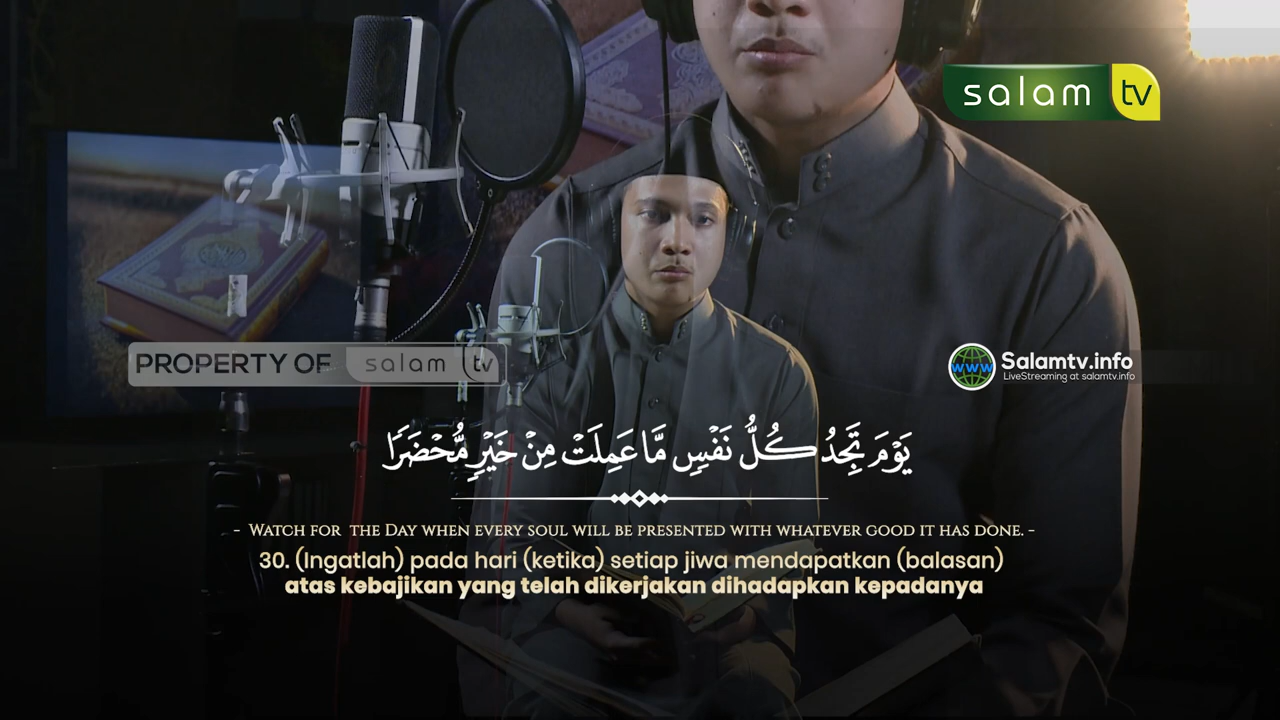 salam tv
PROPERTY OF salam tv
www
Salamtv.info
LiveStreaming at salamtv.info
يَوْمَ تَجِدُ كُلُّ نَفْسٍ مَّا عَمِلَتْ مِنْ خَيْرٍ مُّحْضَرًا
- WATCH FOR THE DAY WHEN EVERY SOUL WILL BE PRESENTED WITH WHATEVER GOOD IT HAS DONE. -
30. (Ingatlah) pada hari (ketika) setiap jiwa mendapatkan (balasan)
atas kebajikan yang telah dikerjakan dihadapkan kepadanya